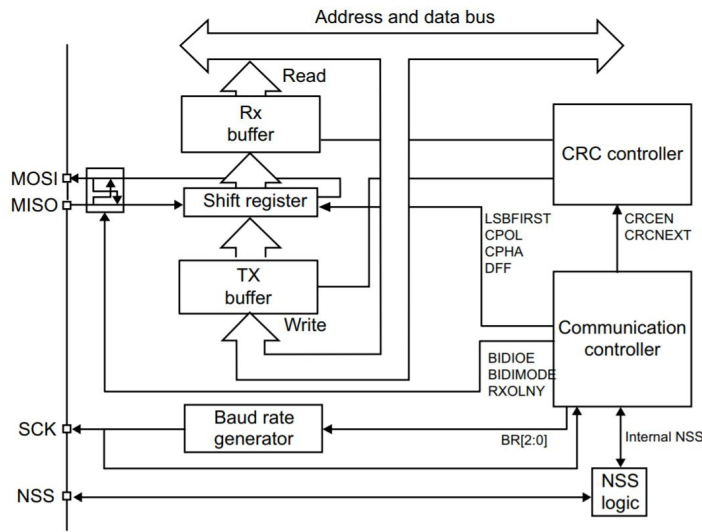 Address and data bus
Read
Rx
buffer
CRC controller
MOSI
MISO
Shift register
LSBFIRST
CPOL
CPHA
DFF
CRCEN
CRCNEXT
TX
buffer
Write
Communication
controller
BIDIOE
BIDIMODE
RXOLNY
SCK
Baud rate
generator
BR[2:0]
Internal NSS
NSS
NSS
logic